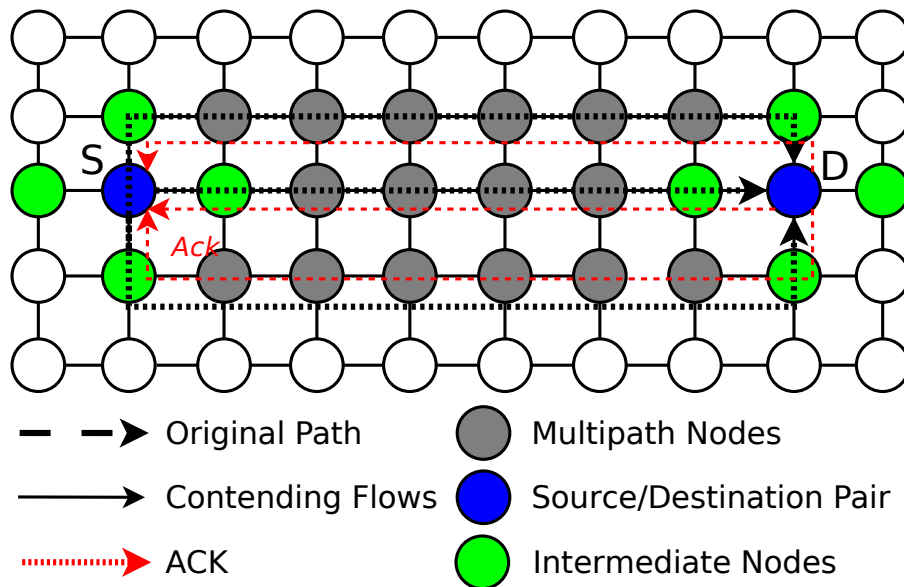 S
D
Ack
Original Path
Multipath Nodes
Contending Flows
Source/Destination Pair
ACK
Intermediate Nodes